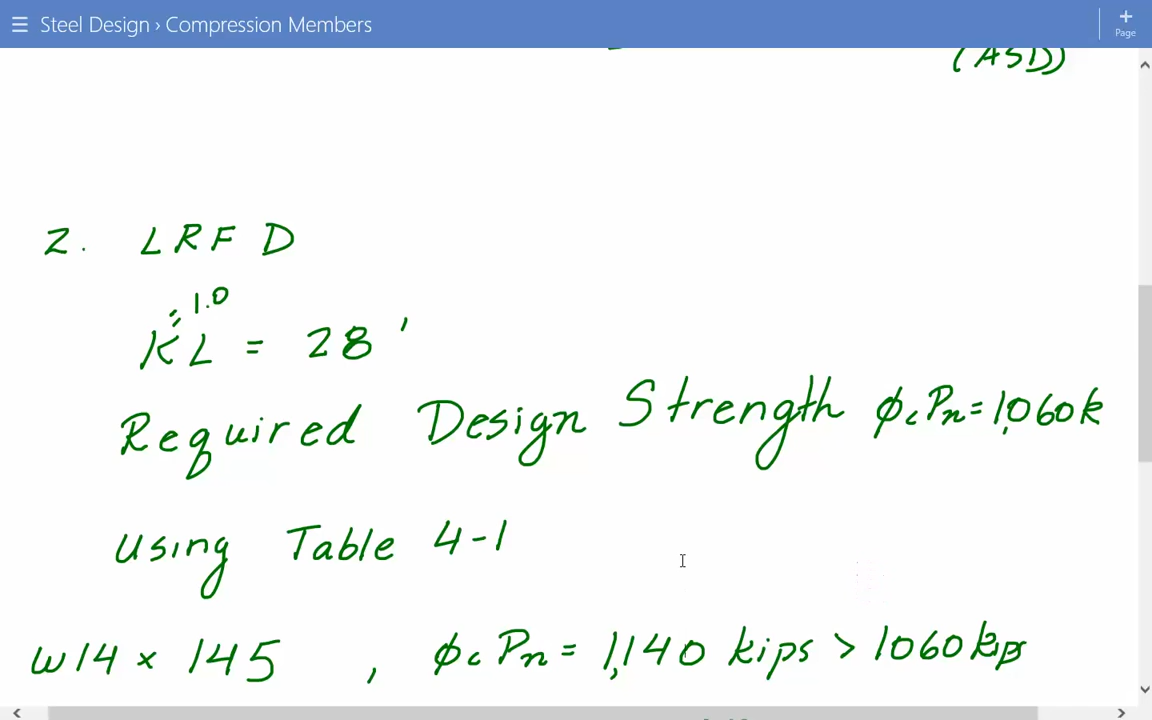 Steel Design › Compression Members
Page
(ASD)
2. LRFD
= 1.0
KL = 28'
Required Design Strength ϕcPn = 1,060k
Using Table 4-1
W14 x 145 , ϕcPn = 1,140 kips > 1060 kips